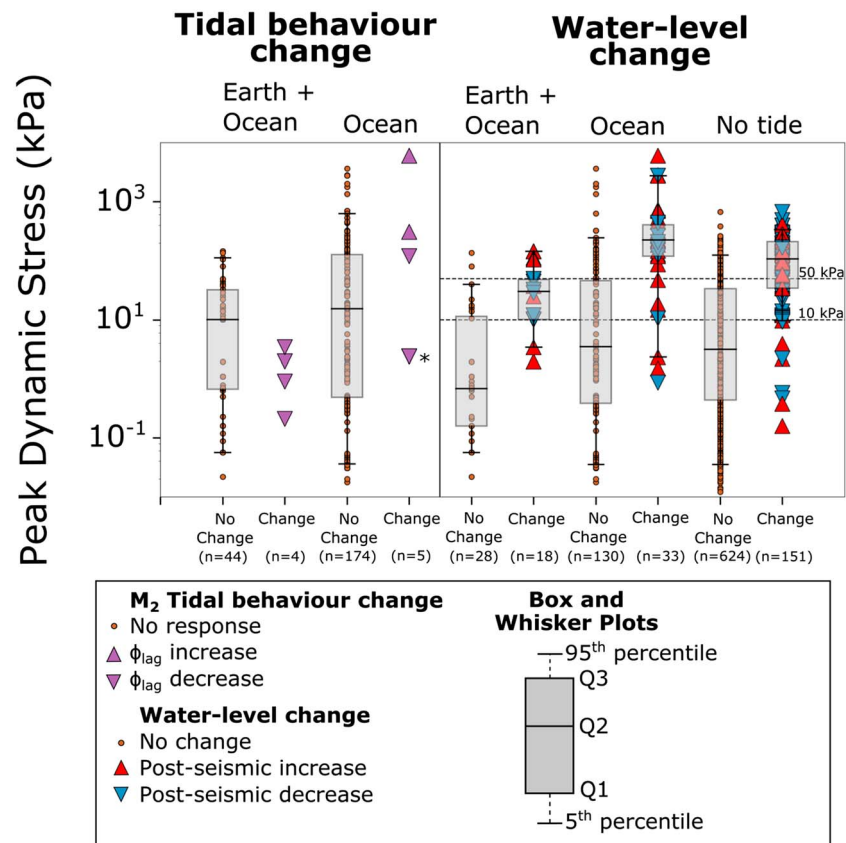 Tidal behaviour
change
Water-level
change
Earth +
Ocean
Ocean
Earth +
Ocean
Ocean
No tide
Peak Dynamic Stress (kPa)
10³
10¹
10⁻¹
50 kPa
10 kPa
*
No
Change
(n=44)
Change
(n=4)
No
Change
(n=174)
Change
(n=5)
No
Change
(n=28)
Change
(n=18)
No
Change
(n=130)
Change
(n=33)
No
Change
(n=624)
Change
(n=151)
M₂ Tidal behaviour change
No response
ϕlag increase
ϕlag decrease
Water-level change
No change
Post-seismic increase
Post-seismic decrease
Box and
Whisker Plots
95th percentile
Q3
Q2
Q1
5th percentile